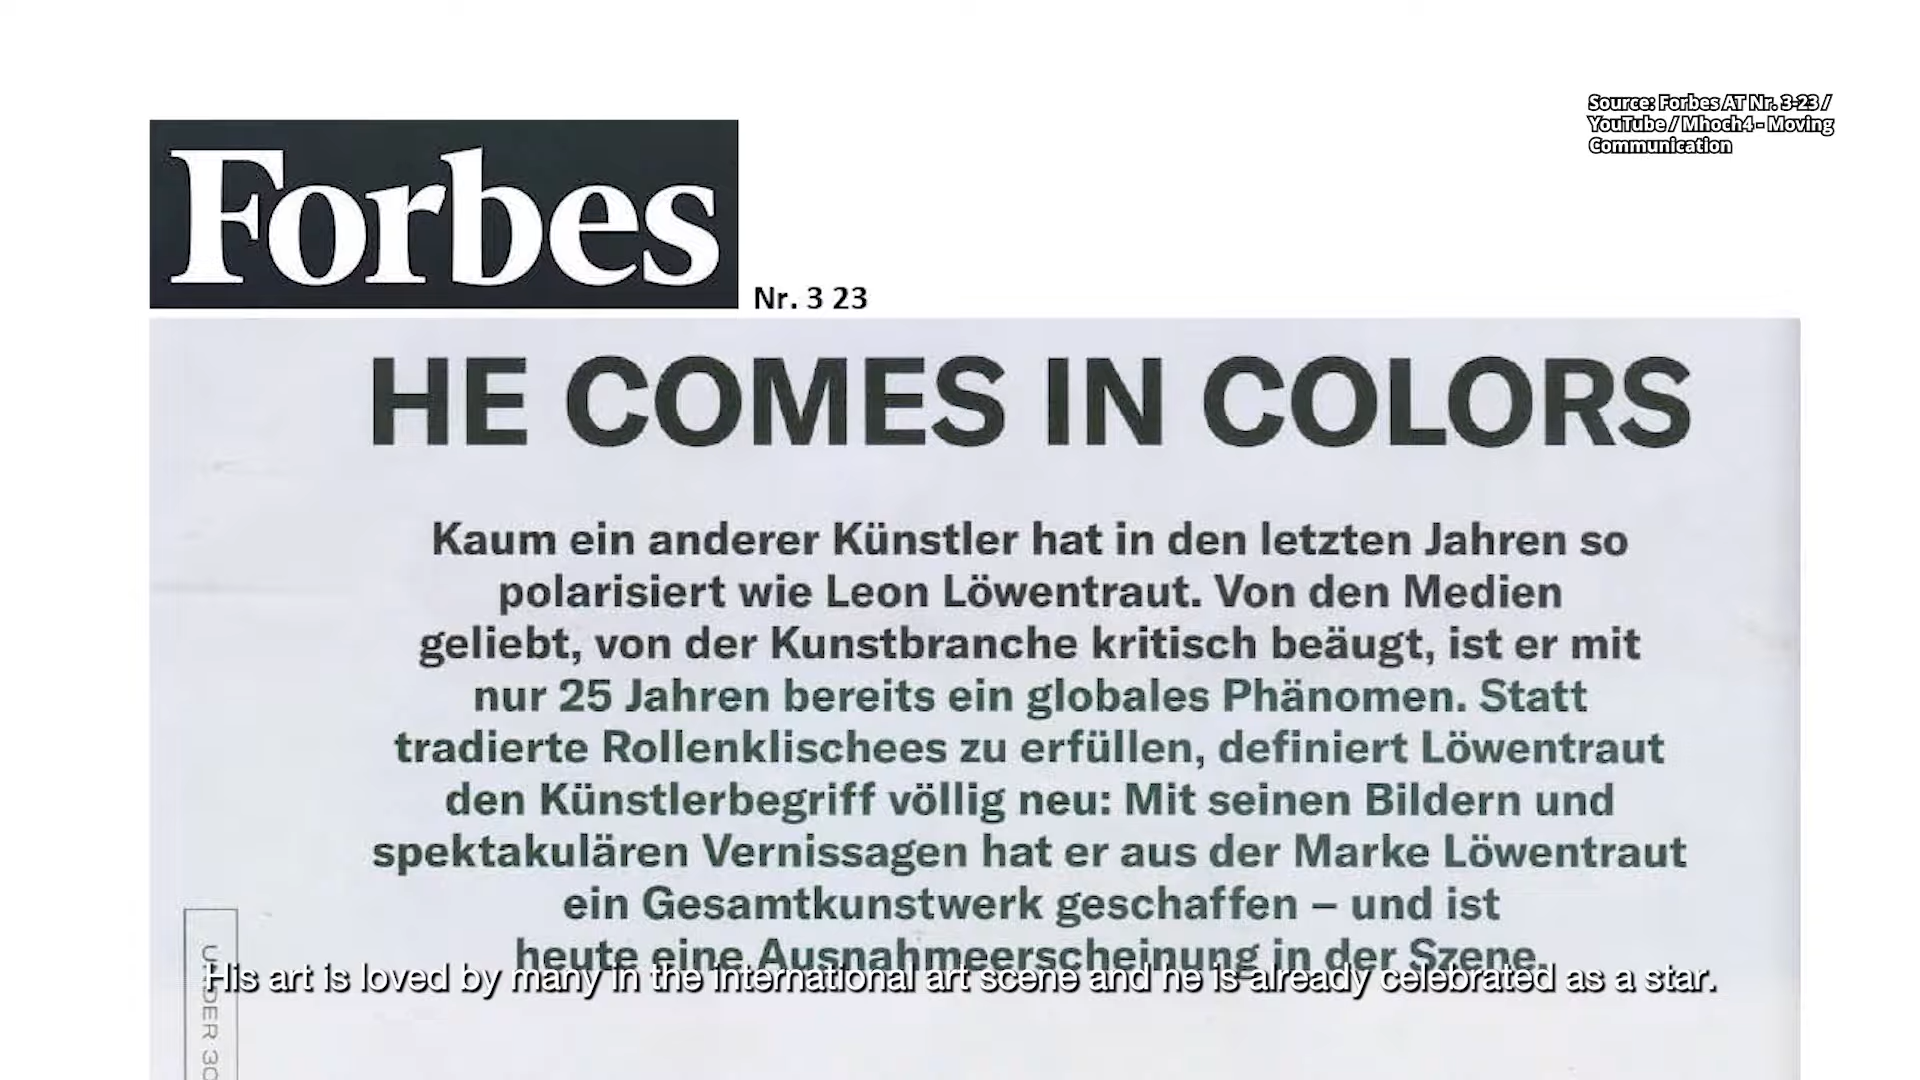 Source: Forbes AT Nr. 3-23 /
YouTube / Mhoch4 - Moving
Communication
Forbes
Nr. 3 23
HE COMES IN COLORS
Kaum ein anderer Künstler hat in den letzten Jahren so
polarisiert wie Leon Löwentraut. Von den Medien
geliebt, von der Kunstbranche kritisch beäugt, ist er mit
nur 25 Jahren bereits ein globales Phänomen. Statt
tradierte Rollenklischees zu erfüllen, definiert Löwentraut
den Künstlerbegriff völlig neu: Mit seinen Bildern und
spektakulären Vernissagen hat er aus der Marke Löwentraut
ein Gesamtkunstwerk geschaffen – und ist
heute eine Ausnahmeerscheinung in der Szene.
His art is loved by many in the international art scene and he is already celebrated as a star.
UNDER 30